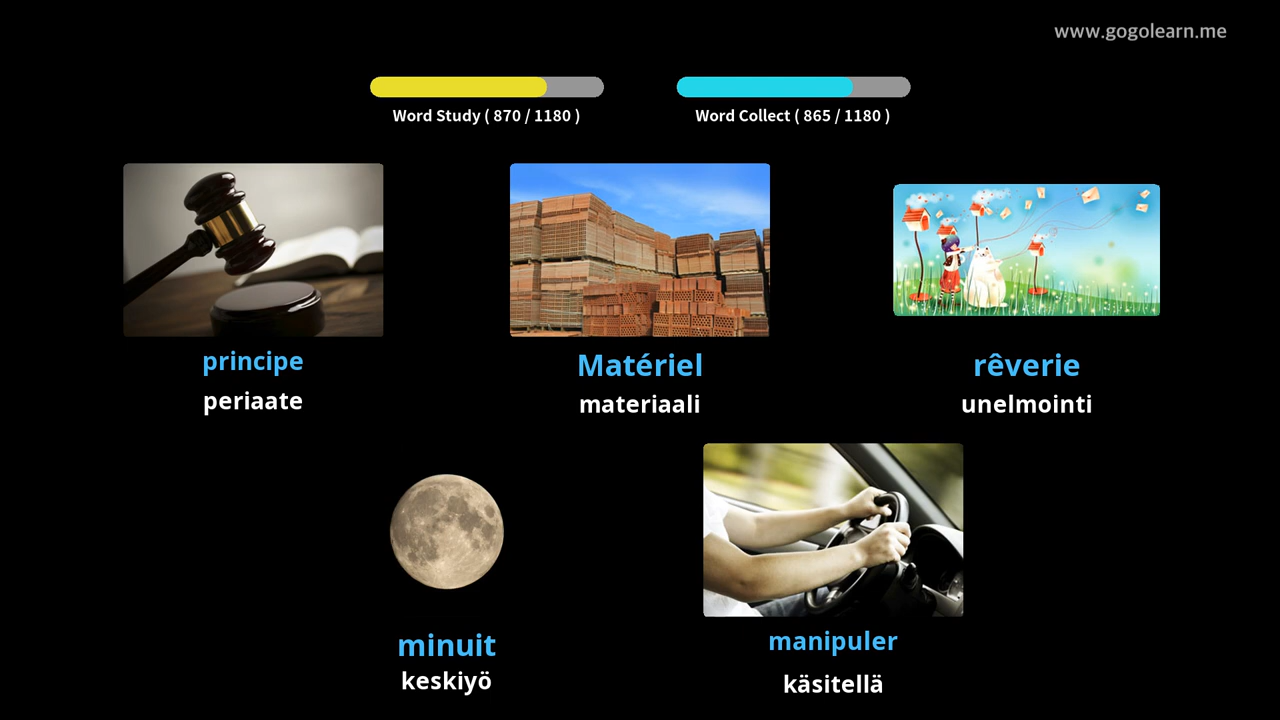 www.gogolearn.me
Word Study ( 870 / 1180 )
Word Collect ( 865 / 1180 )
principe
periaate
Matériel
materiaali
rêverie
unelmointi
minuit
keskiyö
manipuler
käsitellä